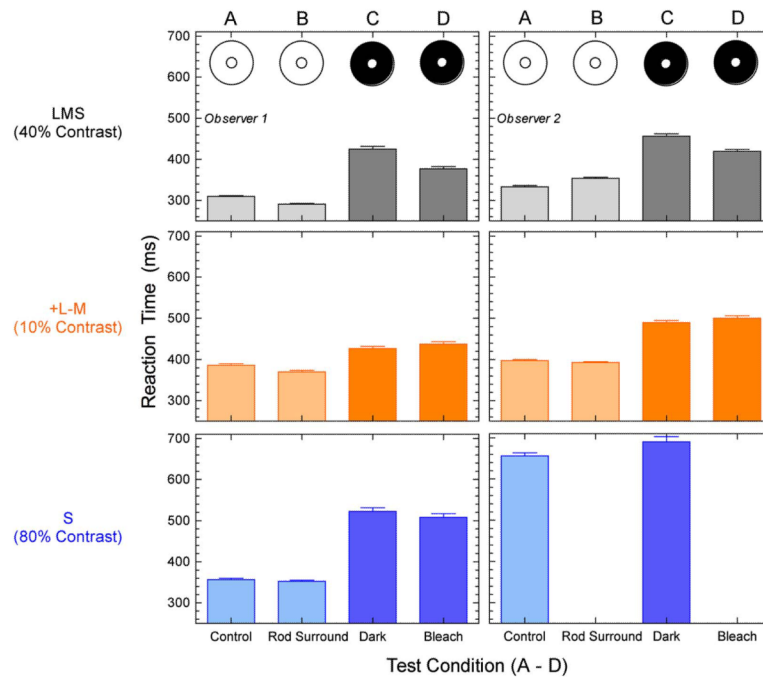 A B C D A B C D
700
600
500
400
300
LMS
(40% Contrast)
Observer 1
Observer 2
700
600
500
400
300
+L-M
(10% Contrast)
Reaction Time (ms)
700
600
500
400
300
S
(80% Contrast)
Control Rod Surround Dark Bleach Control Rod Surround Dark Bleach
Test Condition (A - D)